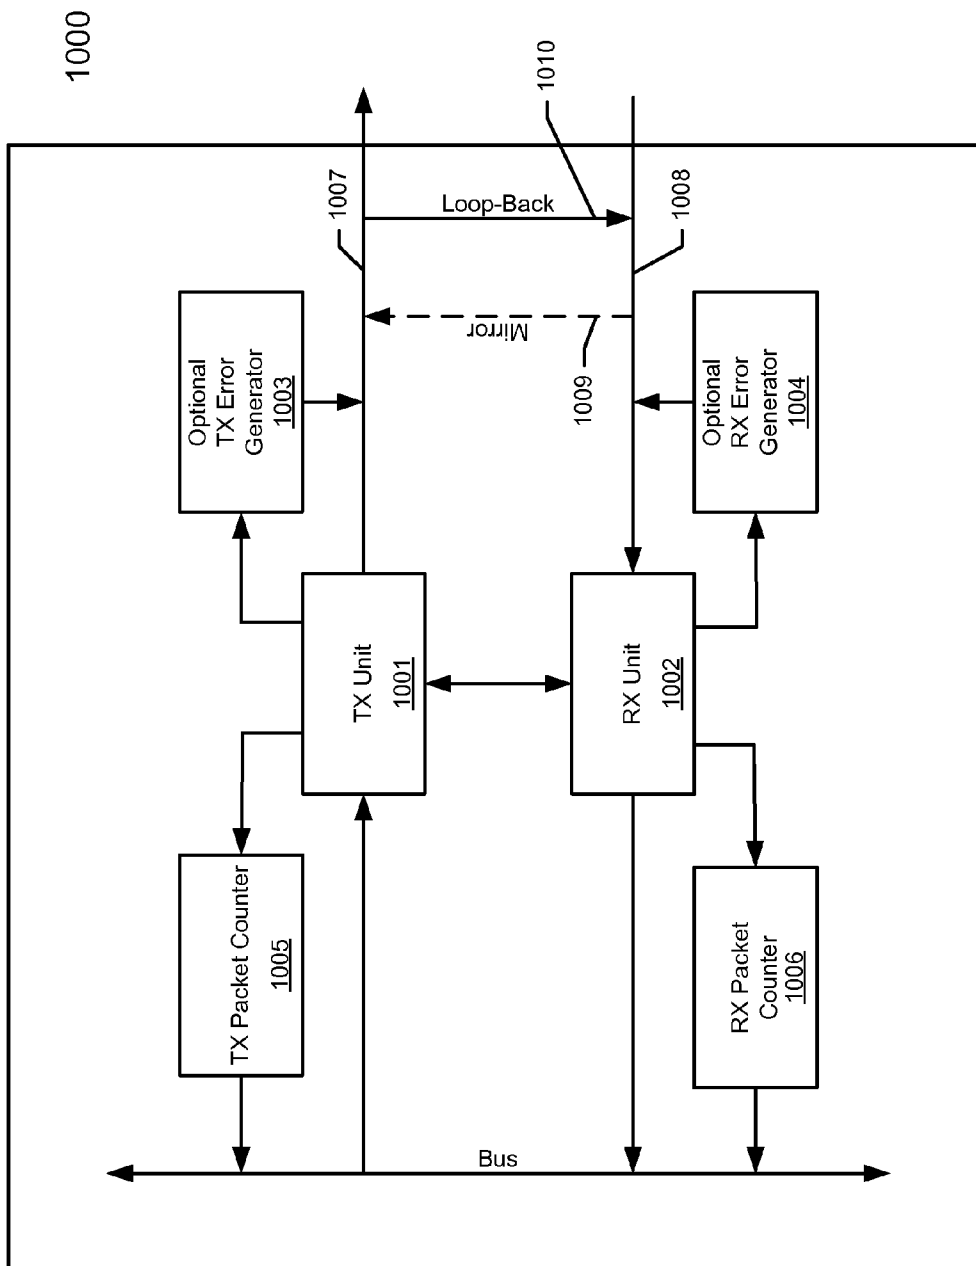 1000
TX Packet Counter
1005
TX Unit
1001
Optional
TX Error
Generator
1003
1007
Bus
Loop-Back
1010
Mirror
1009
1008
RX Packet
Counter
1006
RX Unit
1002
Optional
RX Error
Generator
1004